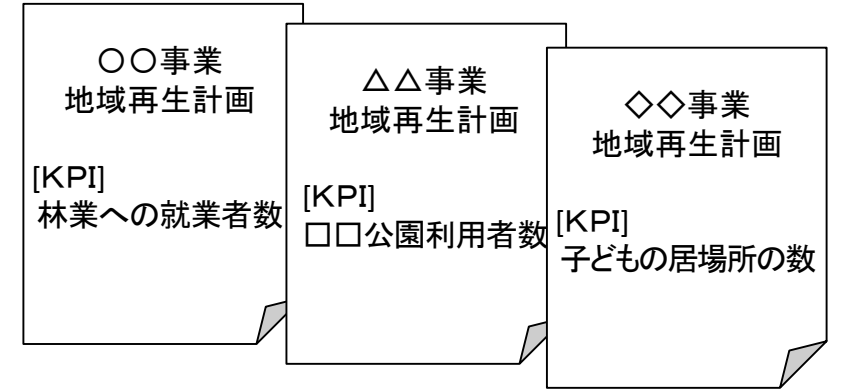 〇〇事業
地域再生計画
[KPI]
林業への就業者数
△△事業
地域再生計画
[KPI]
□□公園利用者数
◇◇事業
地域再生計画
[KPI]
子どもの居場所の数